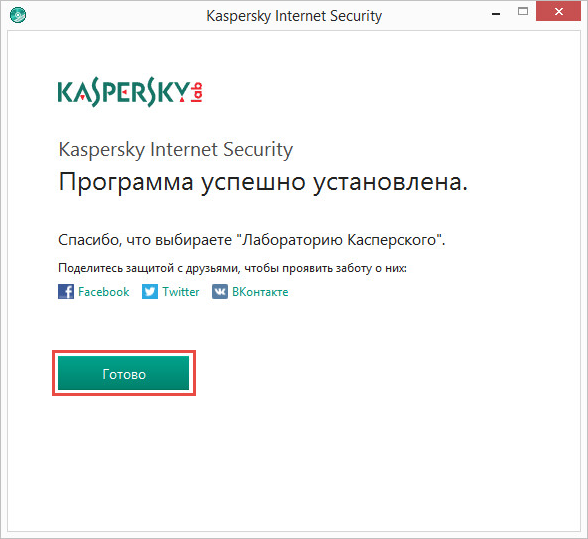 Kaspersky Internet Security
KASPERSKY lab
Kaspersky Internet Security
Программа успешно установлена.
Спасибо, что выбираете "Лабораторию Касперского".
Поделитесь защитой с друзьями, чтобы проявить заботу о них:
Facebook Twitter ВКонтакте
Готово